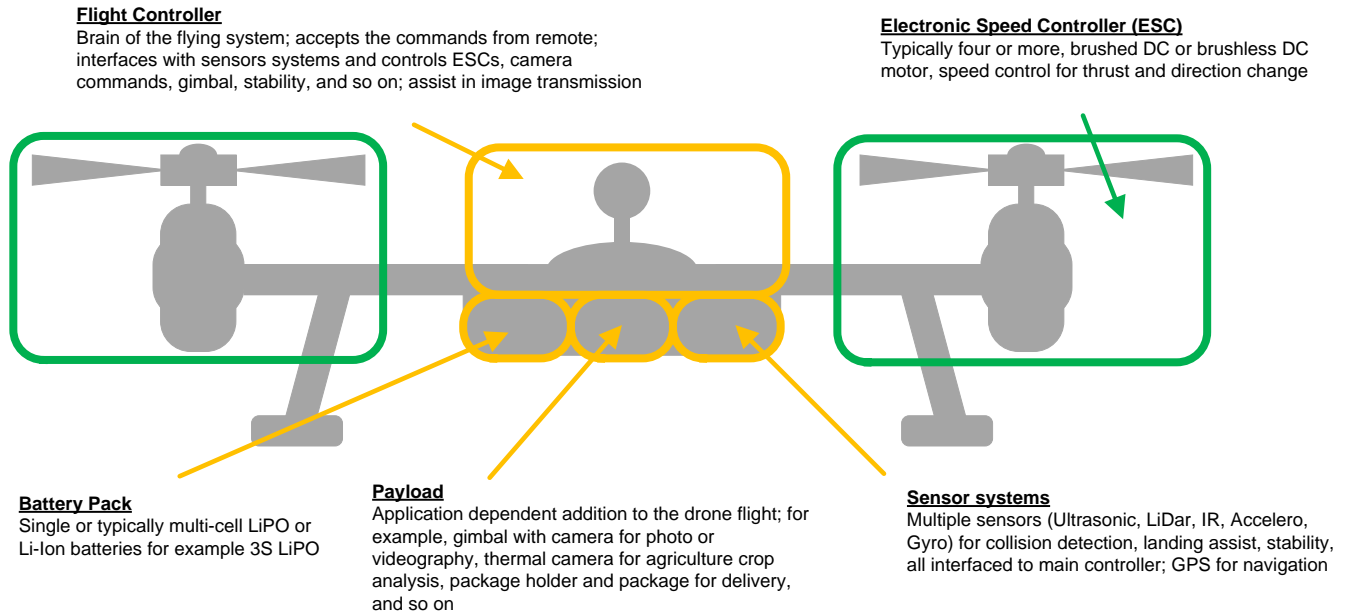 Flight Controller
Brain of the flying system; accepts the commands from remote;
interfaces with sensors systems and controls ESCs, camera
commands, gimbal, stability, and so on; assist in image transmission
Electronic Speed Controller (ESC)
Typically four or more, brushed DC or brushless DC
motor, speed control for thrust and direction change
Battery Pack
Single or typically multi-cell LiPO or
Li-Ion batteries for example 3S LiPO
Payload
Application dependent addition to the drone flight; for
example, gimbal with camera for photo or
videography, thermal camera for agriculture crop
analysis, package holder and package for delivery,
and so on
Sensor systems
Multiple sensors (Ultrasonic, LiDar, IR, Accelero,
Gyro) for collision detection, landing assist, stability,
all interfaced to main controller; GPS for navigation